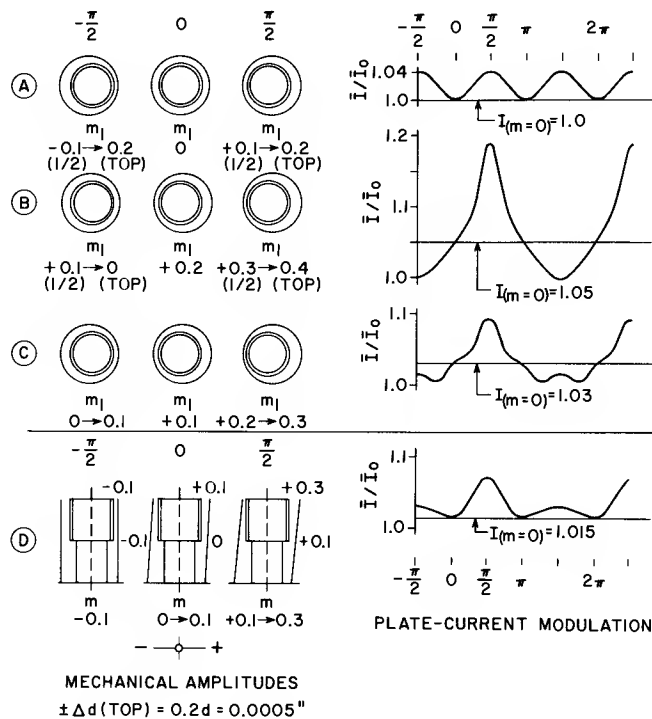 -π/2 0 π/2
A
m₁ m₁ m₁
-0.1→0.2 0 +0.1→0.2
(1/2) (TOP) (1/2) (TOP)
B
m₁ m₁ m₁
+0.1→0 +0.2 +0.3→0.4
(1/2) (TOP) (1/2) (TOP)
C
m₁ m₁ m₁
0→0.1 +0.1 +0.2→0.3
-π/2 0 π/2
-0.1 +0.1 +0.3
D
-0.1 0 +0.1
m m m
-0.1 0→0.1 +0.1→0.3
- +
MECHANICAL AMPLITUDES
±Δd(TOP) = 0.2d = 0.0005"
-π/2 0 π/2 π 2π
Ī/Ī₀
1.04
1.0
I(m=0)=1.0
Ī/Ī₀
1.2
1.1
1.0
I(m=0)=1.05
Ī/Ī₀
1.1
1.0
I(m=0)=1.03
Ī/Ī₀
1.1
1.0
I(m=0)=1.015
-π/2 0 π/2 π 2π
PLATE-CURRENT MODULATION